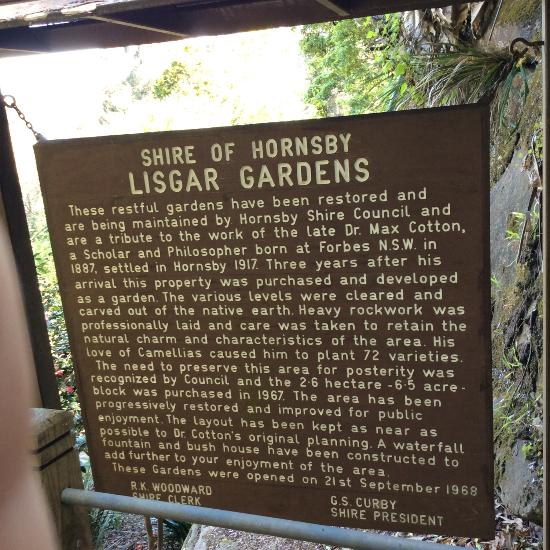 SHIRE OF HORNSBY
LISGAR GARDENS
These restful gardens have been restored and
are being maintained by Hornsby Shire Council and
are a tribute to the work of the late Dr. Max Cotton,
a Scholar and Philosopher born at Forbes N.S.W. in
1887, settled in Hornsby 1917. Three years after his
arrival this property was purchased and developed
as a garden. The various levels were cleared and
carved out of the native earth. Heavy rockwork was
professionally laid and care was taken to retain the
natural charm and characteristics of the area. His
love of Camellias caused him to plant 72 varieties.
The need to preserve this area for posterity was
recognized by Council and the 2·6 hectare -6·5 acre-
block was purchased in 1967. The area has been
progressively restored and improved for public
enjoyment. The layout has been kept as near as
possible to Dr. Cotton's original planning. A waterfall
fountain and bush house have been constructed to
add further to your enjoyment of the area.
These Gardens were opened on 21st September 1968
R.K. WOODWARD
SHIRE CLERK
G.S. CURBY
SHIRE PRESIDENT